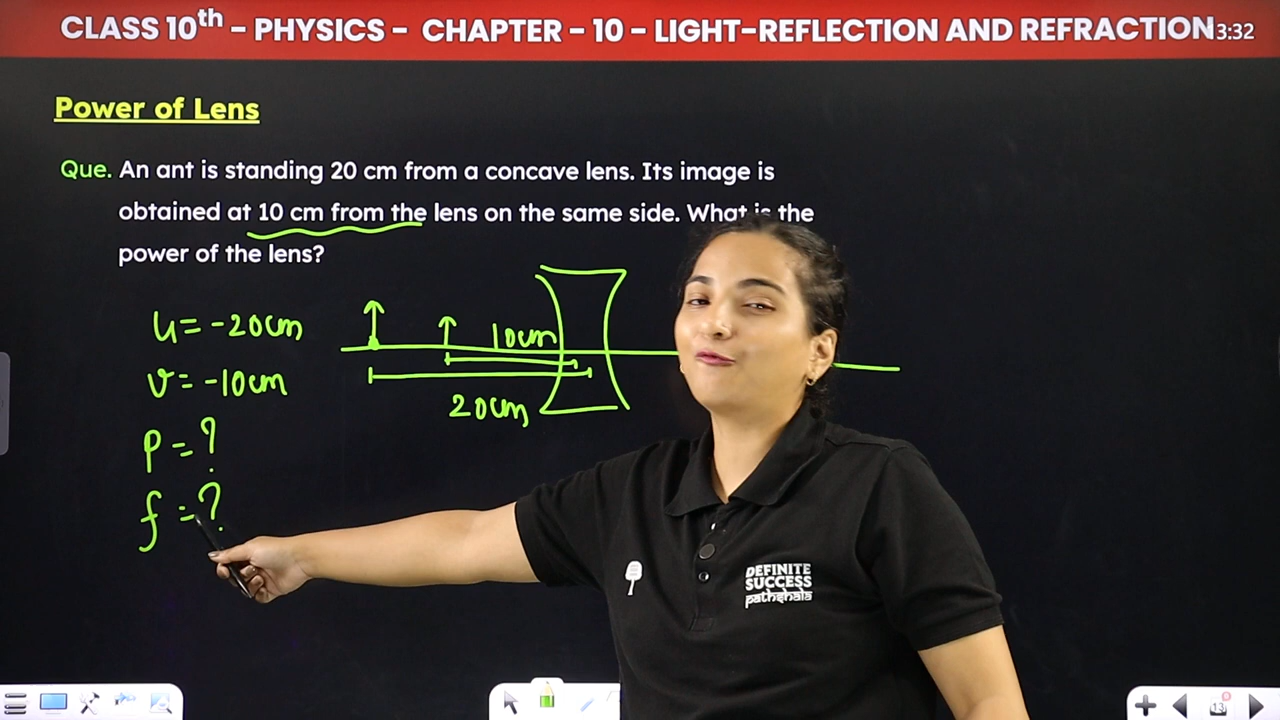 CLASS 10th - PHYSICS - CHAPTER - 10 - LIGHT-REFLECTION AND REFRACTION 3:32
Power of Lens
Que. An ant is standing 20 cm from a concave lens. Its image is
obtained at 10 cm from the lens on the same side. What is the
power of the lens?
u = -20cm
10cm
v = -10cm
20cm
P = ?
f = ?
DEFINITE
SUCCESS
pathshala
13